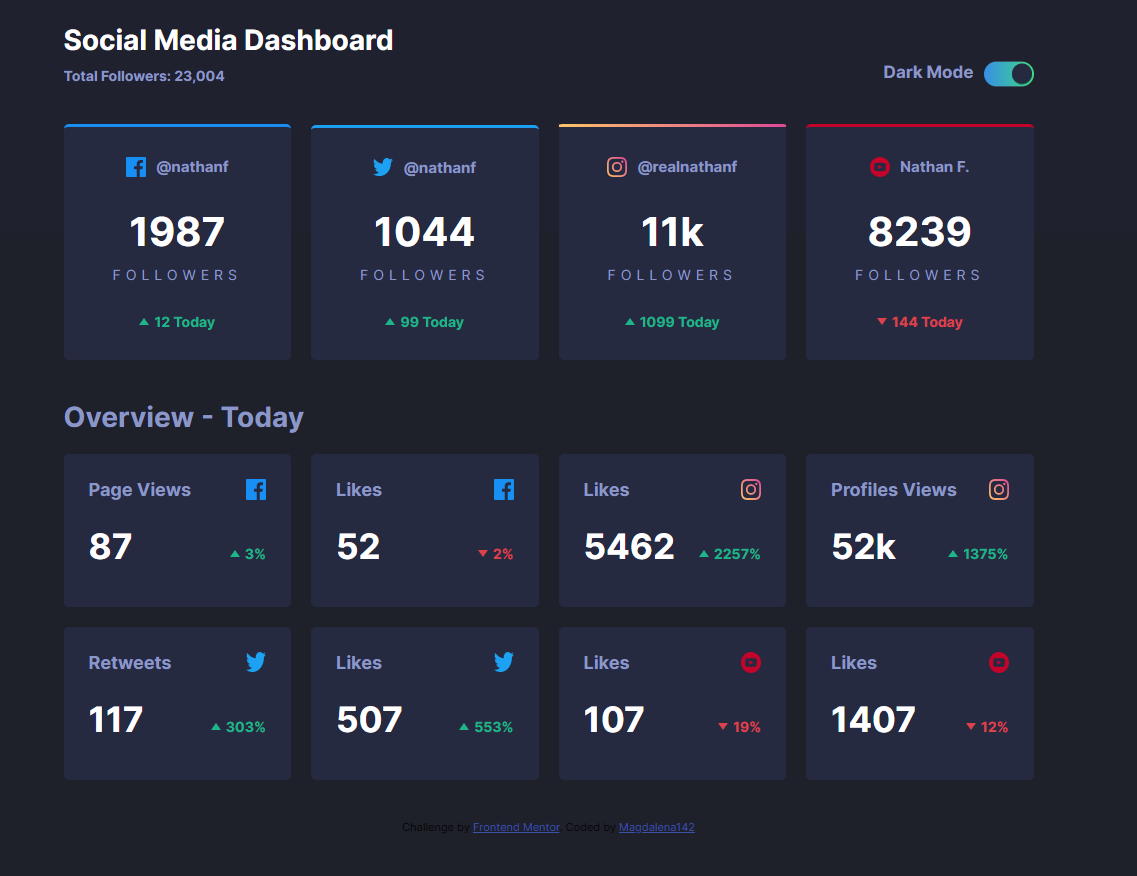 Social Media Dashboard
Total Followers: 23,004
Dark Mode
@nathanf
@nathanf
@realnathanf
Nathan F.
1987
1044
11k
8239
FOLLOWERS
FOLLOWERS
FOLLOWERS
FOLLOWERS
12 Today
99 Today
1099 Today
144 Today
Overview - Today
Page Views
Likes
Likes
Profiles Views
87
3%
52
2%
5462
2257%
52k
1375%
Retweets
Likes
Likes
Likes
117
303%
507
553%
107
19%
1407
12%
Challenge by Frontend Mentor. Coded by Magdalena142